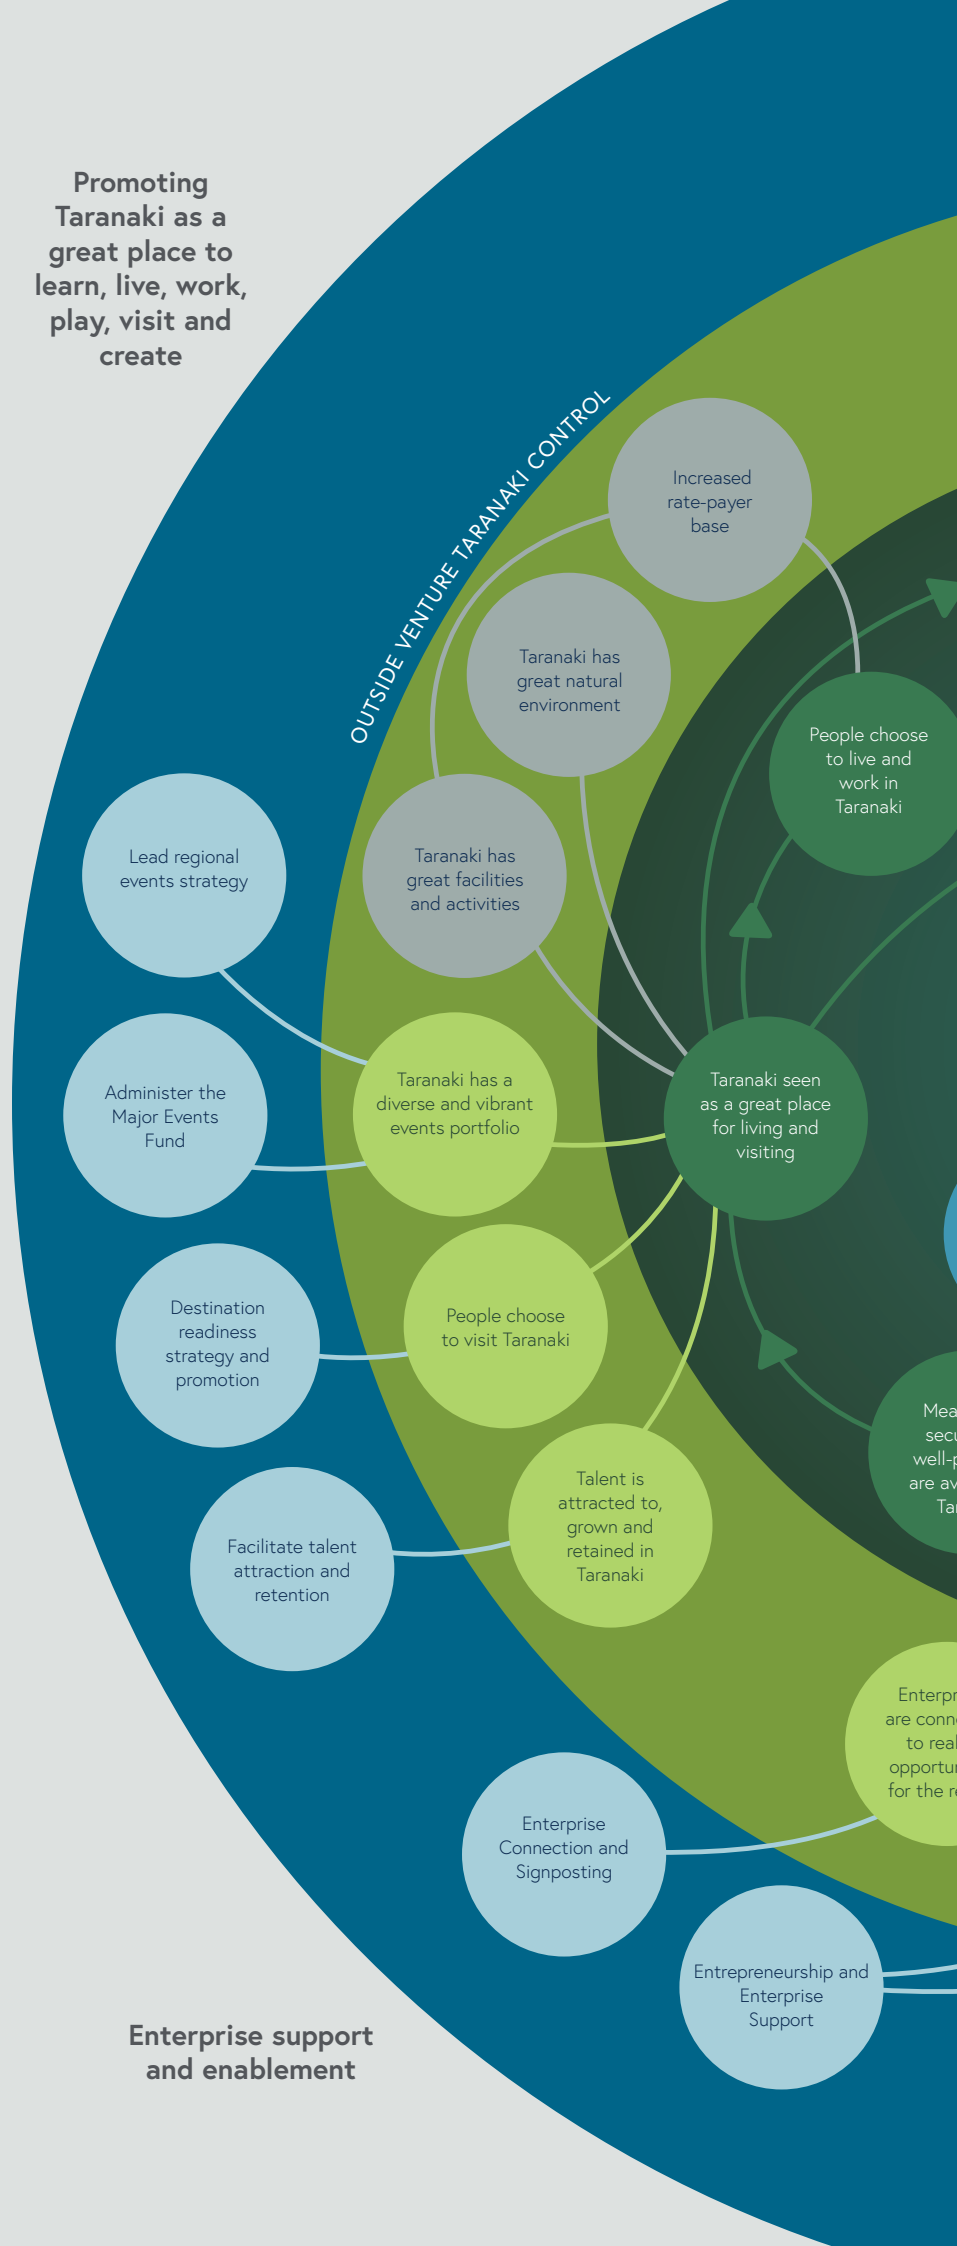 Promoting
Taranaki as a
great place to
learn, live, work,
play, visit and
create
OUTSIDE VENTURE TARANAKI CONTROL
Increased
rate-payer
base
Taranaki has
great natural
environment
People choose
to live and
work in
Taranaki
Lead regional
events strategy
Taranaki has
great facilities
and activities
Administer the
Major Events
Fund
Taranaki has a
diverse and vibrant
events portfolio
Taranaki seen
as a great place
for living and
visiting
Destination
readiness
strategy and
promotion
People choose
to visit Taranaki
Facilitate talent
attraction and
retention
Talent is
attracted to,
grown and
retained in
Taranaki
are
Enterprise
Connection and
Signposting
are
to
for the
Entrepreneurship and
Enterprise
Support
Enterprise support
and enablement